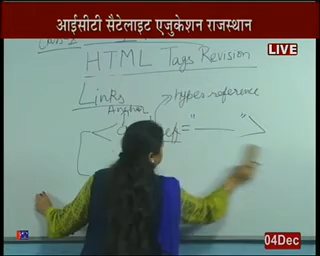 आईसीटी सैटेलाइट एजुकेशन राजस्थान
LIVE
HTML Tags Revision
Links
Anchor
hyper reference
=" ">
04Dec